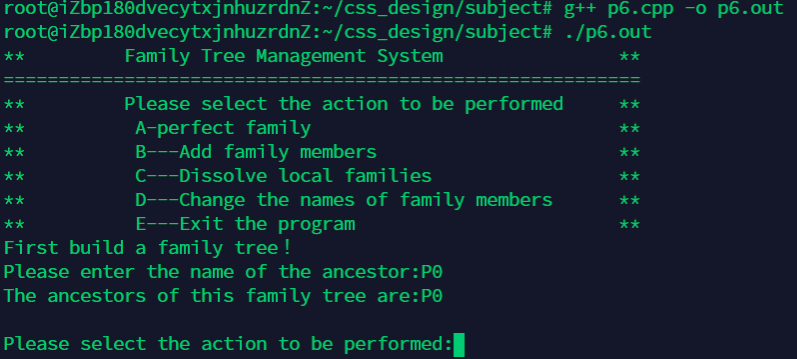 root@iZbp180dvecytxjnhuzrdnZ:~/css_design/subject# g++ p6.cpp -o p6.out
root@iZbp180dvecytxjnhuzrdnZ:~/css_design/subject# ./p6.out
** Family Tree Management System **
==========================================================
** Please select the action to be performed **
** A-perfect family **
** B---Add family members **
** C---Dissolve local families **
** D---Change the names of family members **
** E---Exit the program **
First build a family tree！
Please enter the name of the ancestor:P0
The ancestors of this family tree are:P0
Please select the action to be performed: